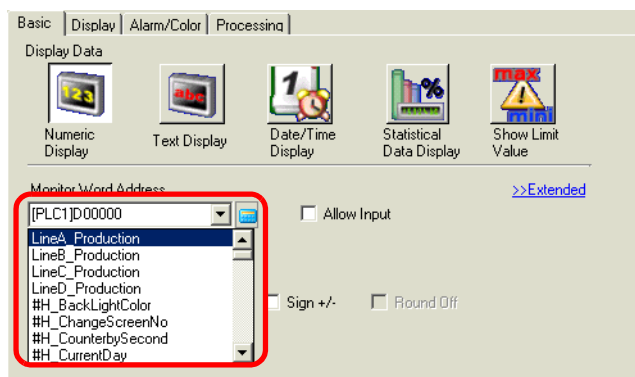 Basic Display Alarm/Color Processing
Display Data
123 abc 1 % max mini
Numeric Display
Text Display
Date/Time Display
Statistical Data Display
Show Limit Value
Monitor Word Address >>Extended
[PLC1]D00000 Allow Input
LineA_Production
LineB_Production
LineC_Production
LineD_Production
#H_BackLightColor Sign +/- Round Off
#H_ChangeScreenNo
#H_CounterbySecond
#H_CurrentDay